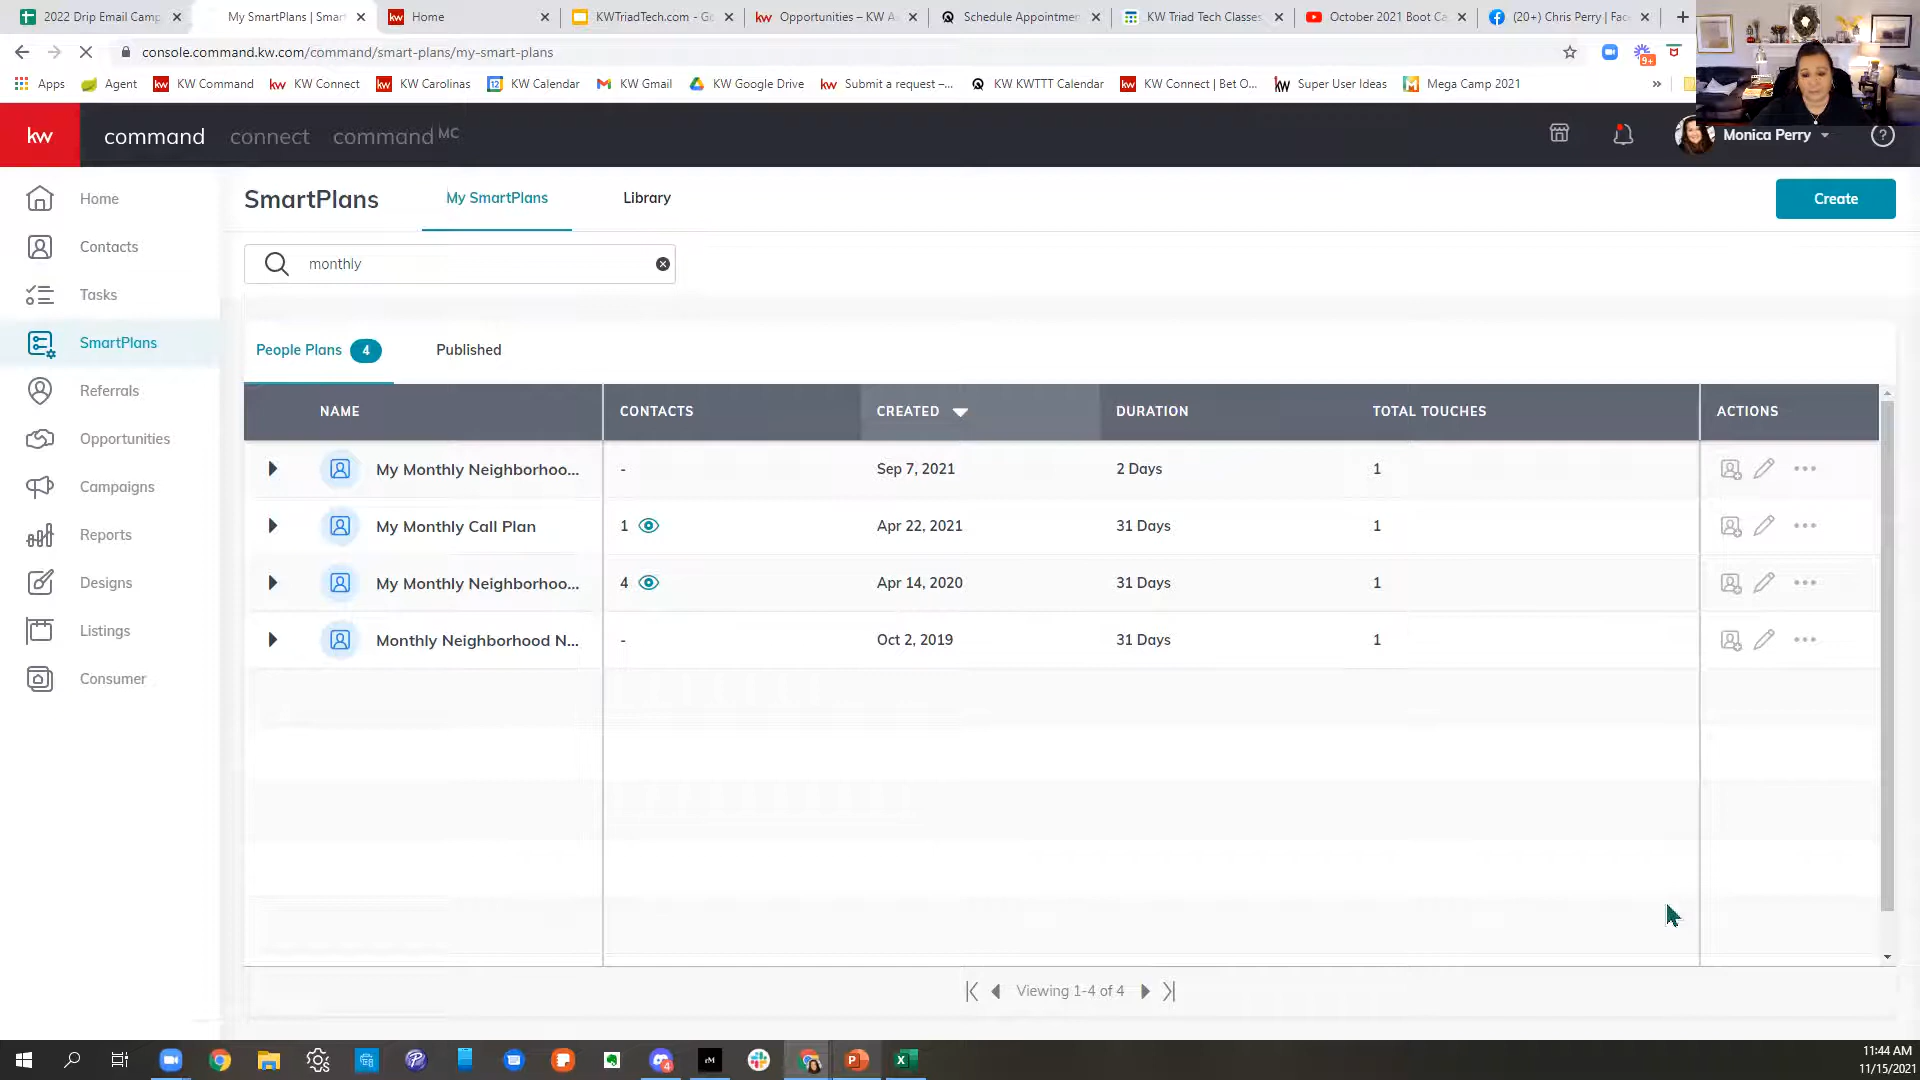 2022 Drip Email Camp
My SmartPlans | Smart
Home
KWTriadTech.com - Go
Opportunities – KW A
Schedule Appointmen
KW Triad Tech Classes
October 2021 Boot Ca
(20+) Chris Perry | Fac
console.command.kw.com/command/smart-plans/my-smart-plans
9+
Apps
Agent
KW Command
KW Connect
KW Carolinas
KW Calendar
KW Gmail
KW Google Drive
Submit a request –...
KW KWTTT Calendar
KW Connect | Bet O...
Super User Ideas
Mega Camp 2021
»
kw
command
connect
command MC
Monica Perry
Home
Contacts
Tasks
SmartPlans
Referrals
Opportunities
Campaigns
Reports
Designs
Listings
Consumer
SmartPlans
My SmartPlans
Library
Create
monthly
People Plans 4
Published
NAME CONTACTS CREATED DURATION TOTAL TOUCHES ACTIONS
My Monthly Neighborhoo... - Sep 7, 2021 2 Days 1
My Monthly Call Plan 1 Apr 22, 2021 31 Days 1
My Monthly Neighborhoo... 4 Apr 14, 2020 31 Days 1
Monthly Neighborhood N... - Oct 2, 2019 31 Days 1
Viewing 1-4 of 4
11:44 AM
11/15/2021